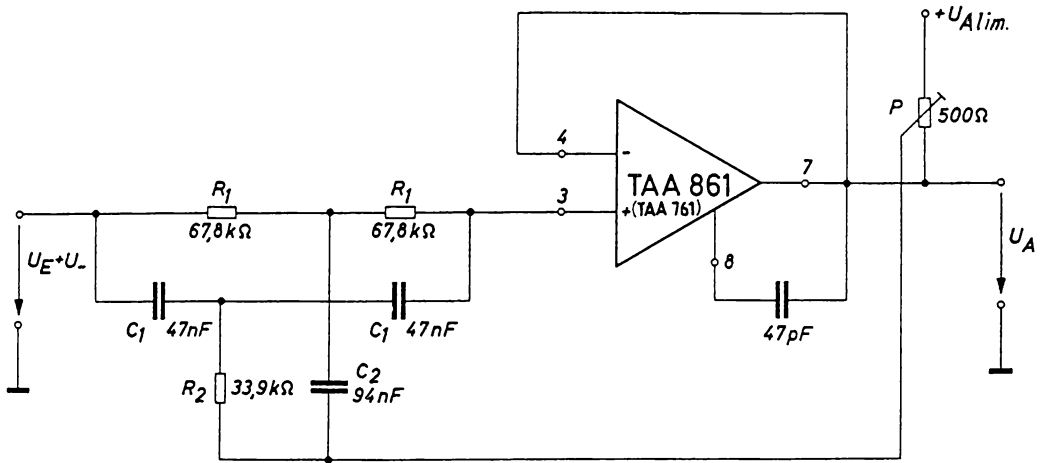 +U_Alim.
P
500Ω
4
-
7
TAA 861
3
+(TAA 761)
R₁
67,8kΩ
R₁
67,8kΩ
8
U_E+U_~
U_A
C₁ 47nF
C₁ 47nF
47pF
R₂ 33,9kΩ
C₂
94nF